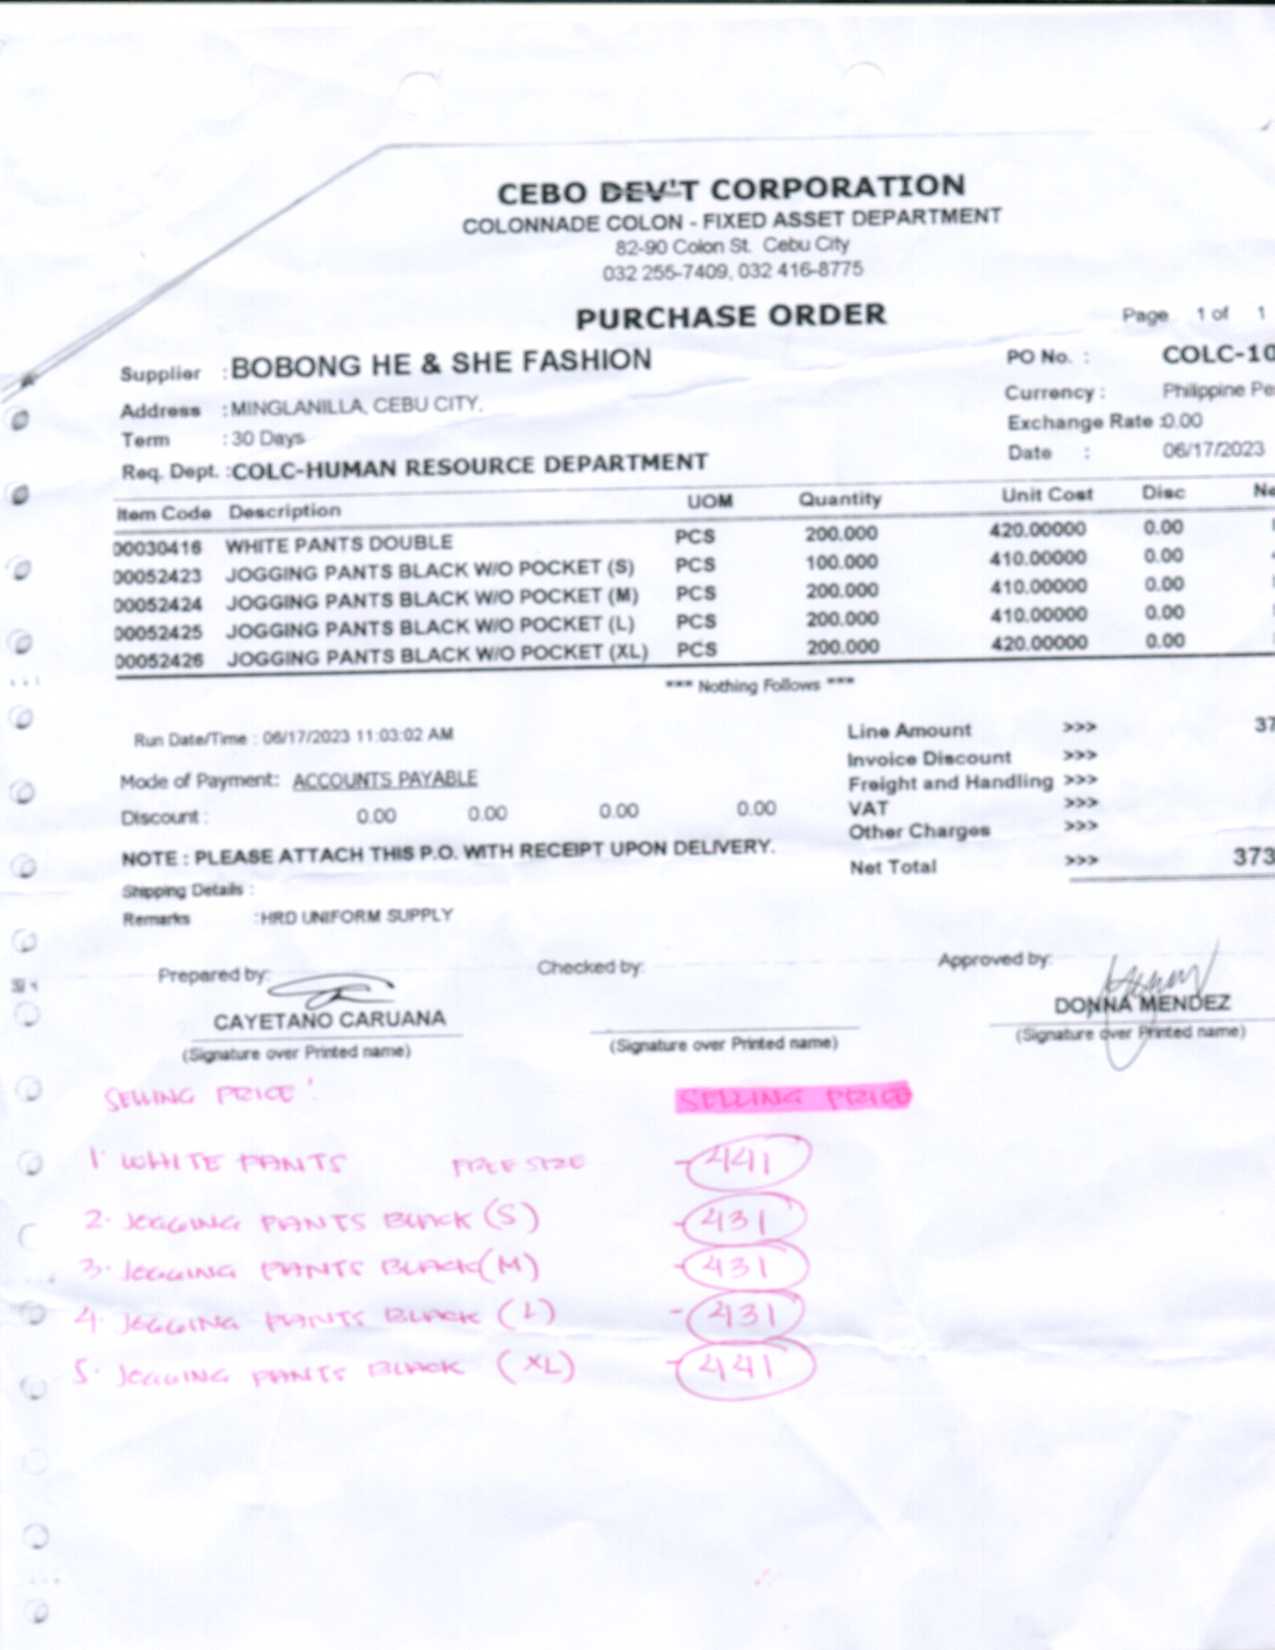 CEBO DEV'T CORPORATION
COLONNADE COLON - FIXED ASSET DEPARTMENT
82-90 Colon St. Cebu City
032 255-7409, 032 416-8775
PURCHASE ORDER
Page 1 of 1
Supplier : BOBONG HE & SHE FASHION PO No. : COLC-10
Address : MINGLANILLA, CEBU CITY. Currency : Philippine Pe
Term : 30 Days Exchange Rate : 0.00
Req. Dept. : COLC-HUMAN RESOURCE DEPARTMENT Date : 06/17/2023
Item Code Description UOM Quantity Unit Cost Disc Ne
00030416 WHITE PANTS DOUBLE PCS 200.000 420.00000 0.00
00052423 JOGGING PANTS BLACK W/O POCKET (S) PCS 100.000 410.00000 0.00
00052424 JOGGING PANTS BLACK W/O POCKET (M) PCS 200.000 410.00000 0.00
00052425 JOGGING PANTS BLACK W/O POCKET (L) PCS 200.000 410.00000 0.00
00052426 JOGGING PANTS BLACK W/O POCKET (XL) PCS 200.000 420.00000 0.00
*** Nothing Follows ***
Run Date/Time : 06/17/2023 11:03:02 AM Line Amount >>> 37
Invoice Discount >>>
Mode of Payment: ACCOUNTS PAYABLE Freight and Handling >>>
Discount : 0.00 0.00 0.00 0.00 VAT >>>
Other Charges >>>
NOTE : PLEASE ATTACH THIS P.O. WITH RECEIPT UPON DELIVERY. Net Total >>> 373
Shipping Details :
Remarks : HRD UNIFORM SUPPLY
Prepared by: Checked by: Approved by:
CAYETANO CARUANA DONNA MENDEZ
(Signature over Printed name) (Signature over Printed name) (Signature over Printed name)
SELLING PRICE : SELLING PRICE
1. WHITE PANTS FREE SIZE - 441
2. JOGGING PANTS BLACK (S) - 431
3. JOGGING PANTS BLACK (M) - 431
4. JOGGING PANTS BLACK (L) - 431
5. JOGGING PANTS BLACK (XL) - 441